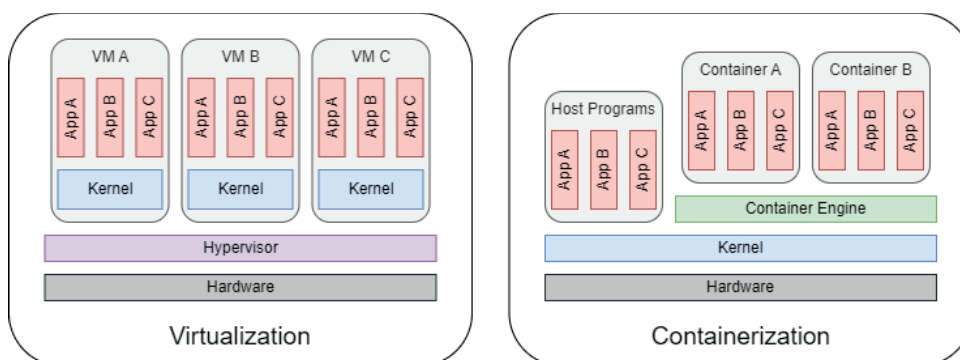 VM A
VM B
VM C
App A
App B
App C
App A
App B
App C
App A
App B
App C
Kernel
Kernel
Kernel
Hypervisor
Hardware
Virtualization
Host Programs
App A
App B
App C
Container A
App A
App B
App C
Container B
App A
App B
App C
Container Engine
Kernel
Hardware
Containerization